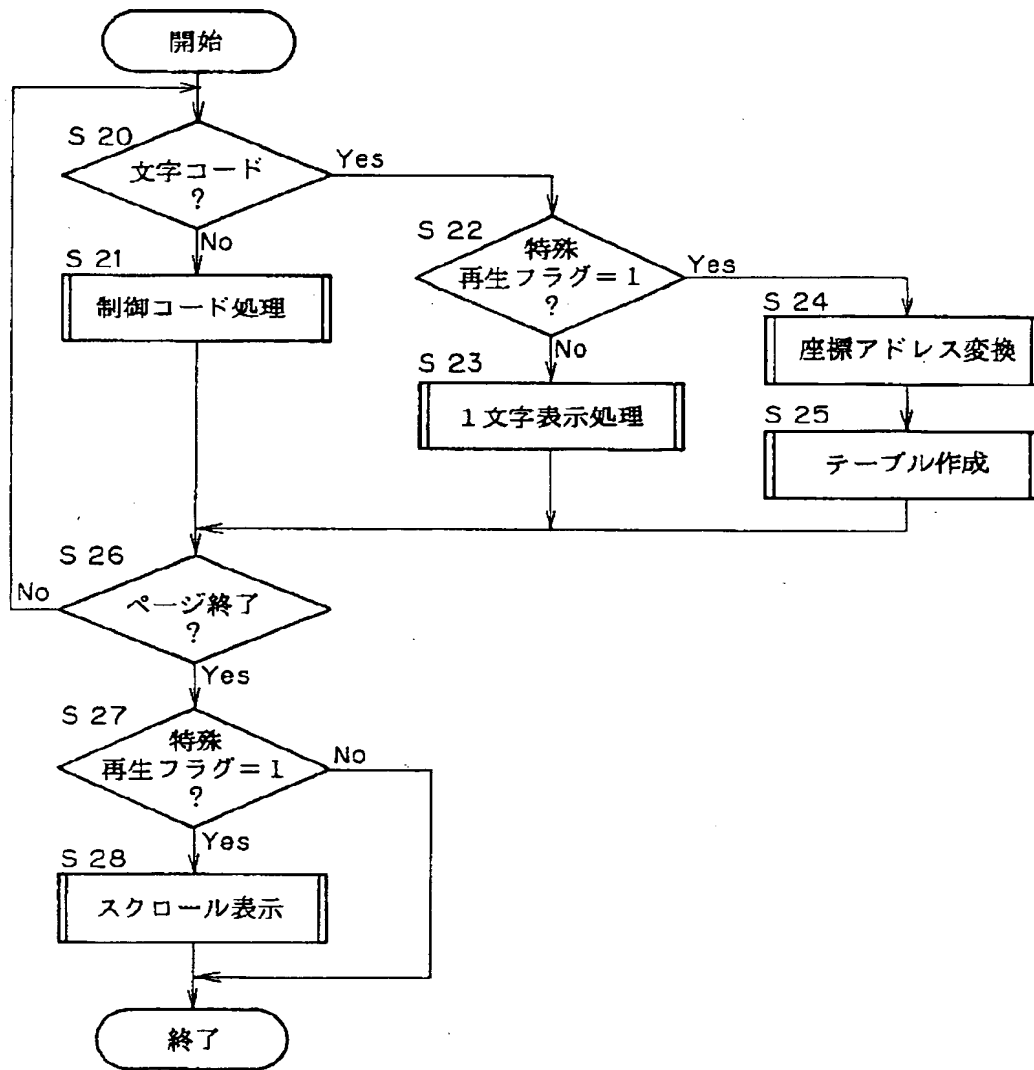 開始
S 20
文字コード
?
Yes
No
S 21
制御コード処理
S 22
特殊
再生フラグ=1
?
Yes
No
S 23
1文字表示処理
S 24
座標アドレス変換
S 25
テーブル作成
S 26
ページ終了
?
No
Yes
S 27
特殊
再生フラグ=1
?
No
Yes
S 28
スクロール表示
終了